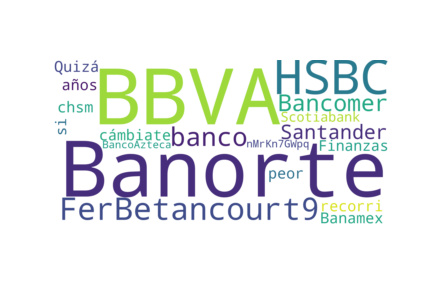 Quizá
BBVA
HSBC
años
Bancomer
chsm
Scotiabank
si
cámbiate
banco
Santander
BancoAzteca
nMrKn7GWpq
Finanzas
Banorte
peor
FerBetancourt9
recorri
Banamex